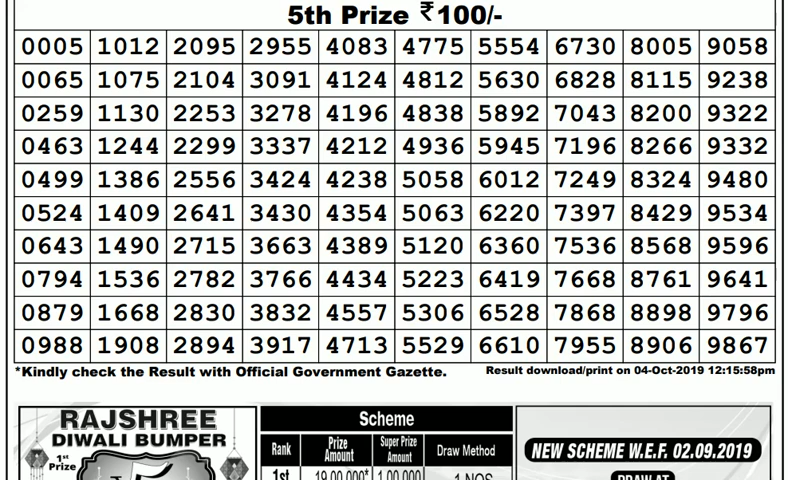 5th Prize ₹100/-
0005 1012 2095 2955 4083 4775 5554 6730 8005 9058
0065 1075 2104 3091 4124 4812 5630 6828 8115 9238
0259 1130 2253 3278 4196 4838 5892 7043 8200 9322
0463 1244 2299 3337 4212 4936 5945 7196 8266 9332
0499 1386 2556 3424 4238 5058 6012 7249 8324 9480
0524 1409 2641 3430 4354 5063 6220 7397 8429 9534
0643 1490 2715 3663 4389 5120 6360 7536 8568 9596
0794 1536 2782 3766 4434 5223 6419 7668 8761 9641
0879 1668 2830 3832 4557 5306 6528 7868 8898 9796
0988 1908 2894 3917 4713 5529 6610 7955 8906 9867
*Kindly check the Result with Official Government Gazette. Result download/print on 04-Oct-2019 12:15:58pm
RAJSHREE
DIWALI BUMPER
1st Prize
Scheme
Rank Prize Amount Super Prize Amount Draw Method
1st 19,00,000* 1,00,000 1 NOS
NEW SCHEME W.E.F. 02.09.2019
DRAW AT